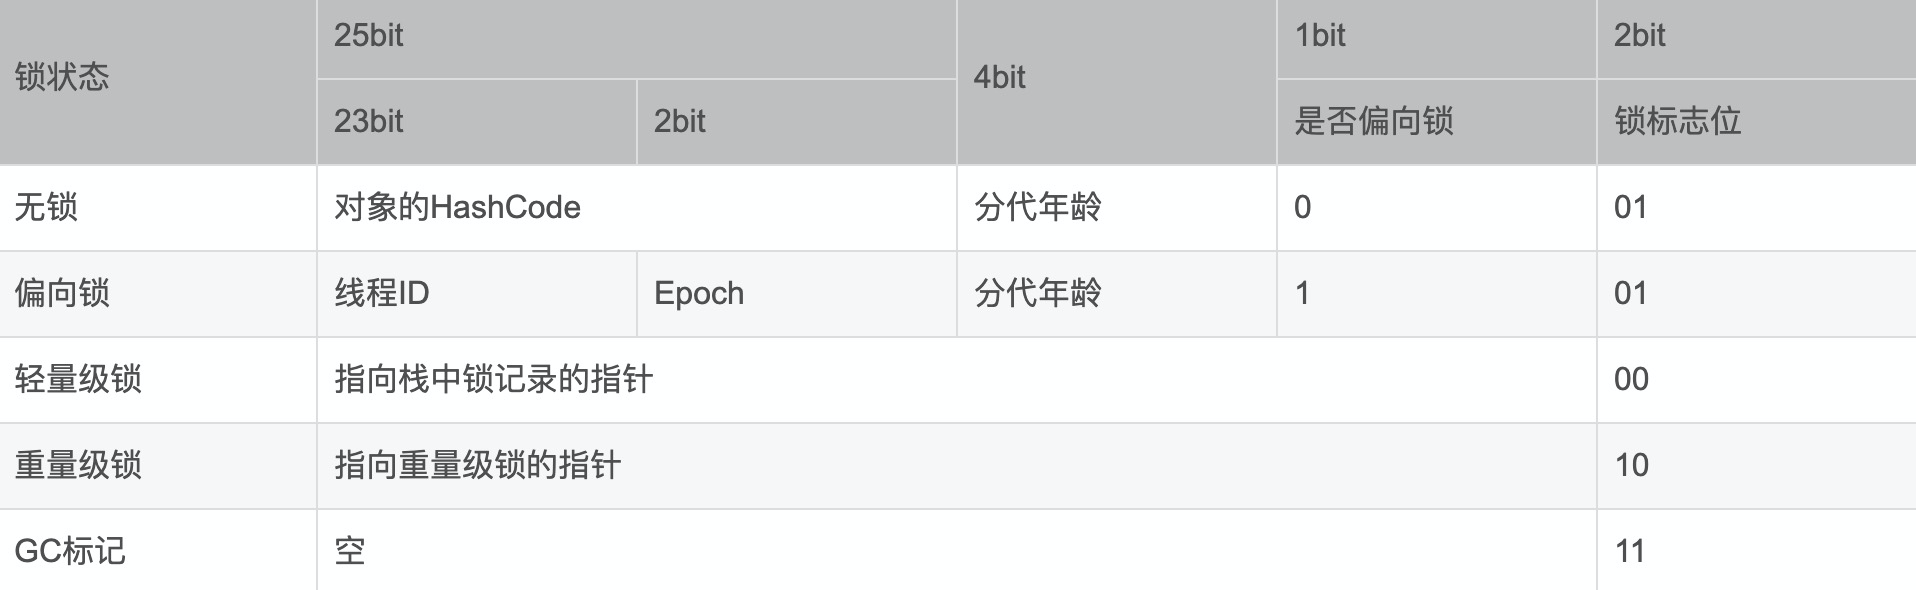 锁状态 25bit 4bit 1bit 2bit
23bit 2bit 是否偏向锁 锁标志位
无锁 对象的HashCode 分代年龄 0 01
偏向锁 线程ID Epoch 分代年龄 1 01
轻量级锁 指向栈中锁记录的指针 00
重量级锁 指向重量级锁的指针 10
GC标记 空 11